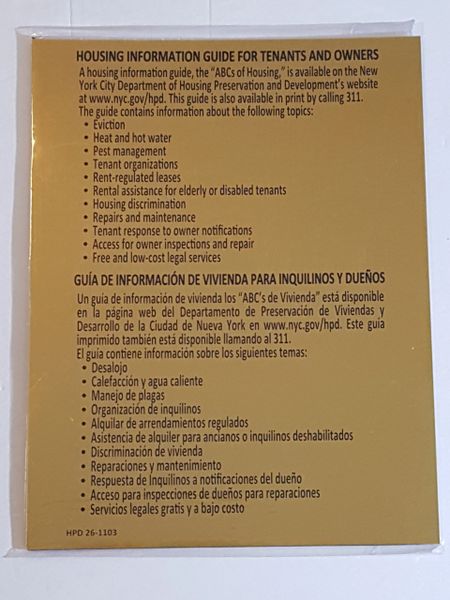 HOUSING INFORMATION GUIDE FOR TENANTS AND OWNERS
A housing information guide, the “ABCs of Housing,” is available on the New
York City Department of Housing Preservation and Development’s website
at www.nyc.gov/hpd. This guide is also available in print by calling 311.
The guide contains information about the following topics:
• Eviction
• Heat and hot water
• Pest management
• Tenant organizations
• Rent-regulated leases
• Rental assistance for elderly or disabled tenants
• Housing discrimination
• Repairs and maintenance
• Tenant response to owner notifications
• Access for owner inspections and repair
• Free and low-cost legal services
GUÍA DE INFORMACIÓN DE VIVIENDA PARA INQUILINOS Y DUEÑOS
Un guía de información de vivienda los “ABC’s de Vivienda” está disponible
en la página web del Departamento de Preservación de Viviendas y
Desarrollo de la Ciudad de Nueva York en www.nyc.gov/hpd. Este guía
imprimido también está disponible llamando al 311.
El guía contiene información sobre los siguientes temas:
• Desalojo
• Calefacción y agua caliente
• Manejo de plagas
• Organización de inquilinos
• Alquilar de arrendamientos regulados
• Asistencia de alquiler para ancianos o inquilinos deshabilitados
• Discriminación de vivienda
• Reparaciones y mantenimiento
• Respuesta de Inquilinos a notificaciones del dueño
• Acceso para inspecciones de dueños para reparaciones
• Servicios legales gratis y a bajo costo
HPD 26-1103